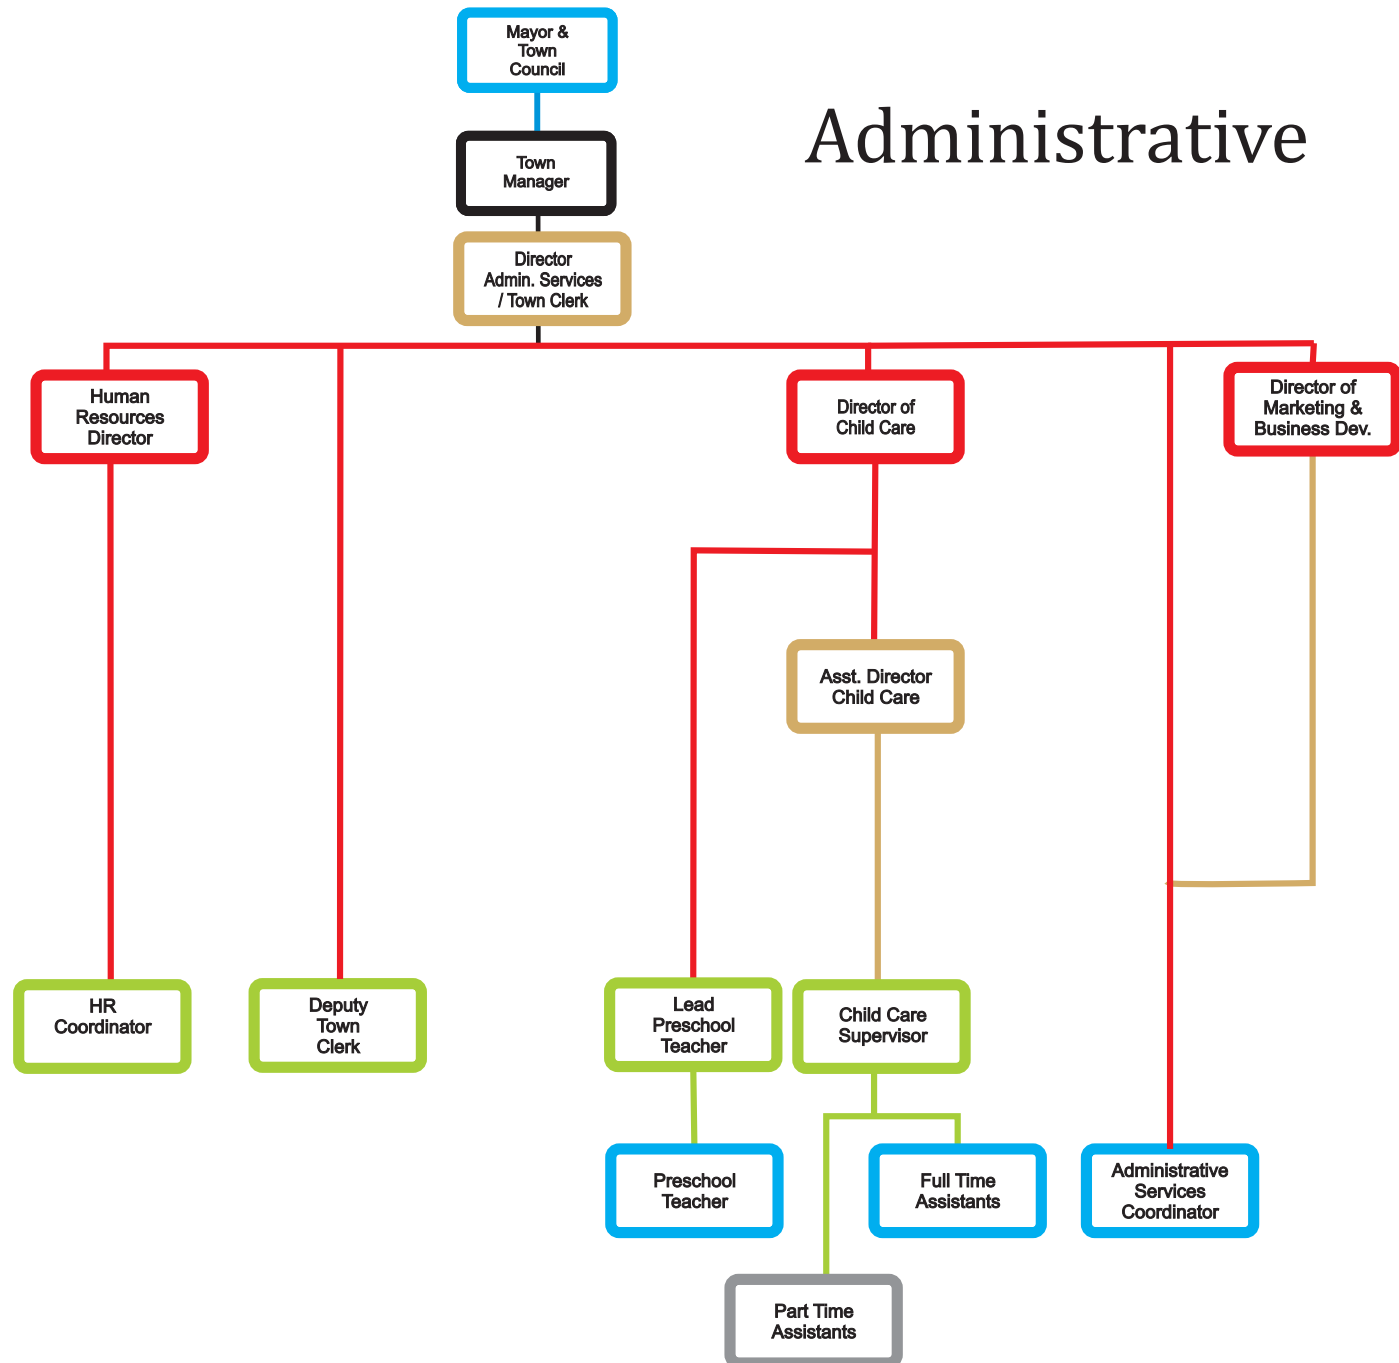 Mayor &
Town
Council
Administrative
Town
Manager
Director
Admin. Services
/ Town Clerk
Human
Resources
Director
Director of
Child Care
Director of
Marketing &
Business Dev.
Asst. Director
Child Care
HR
Coordinator
Deputy
Town
Clerk
Lead
Preschool
Teacher
Child Care
Supervisor
Preschool
Teacher
Full Time
Assistants
Administrative
Services
Coordinator
Part Time
Assistants